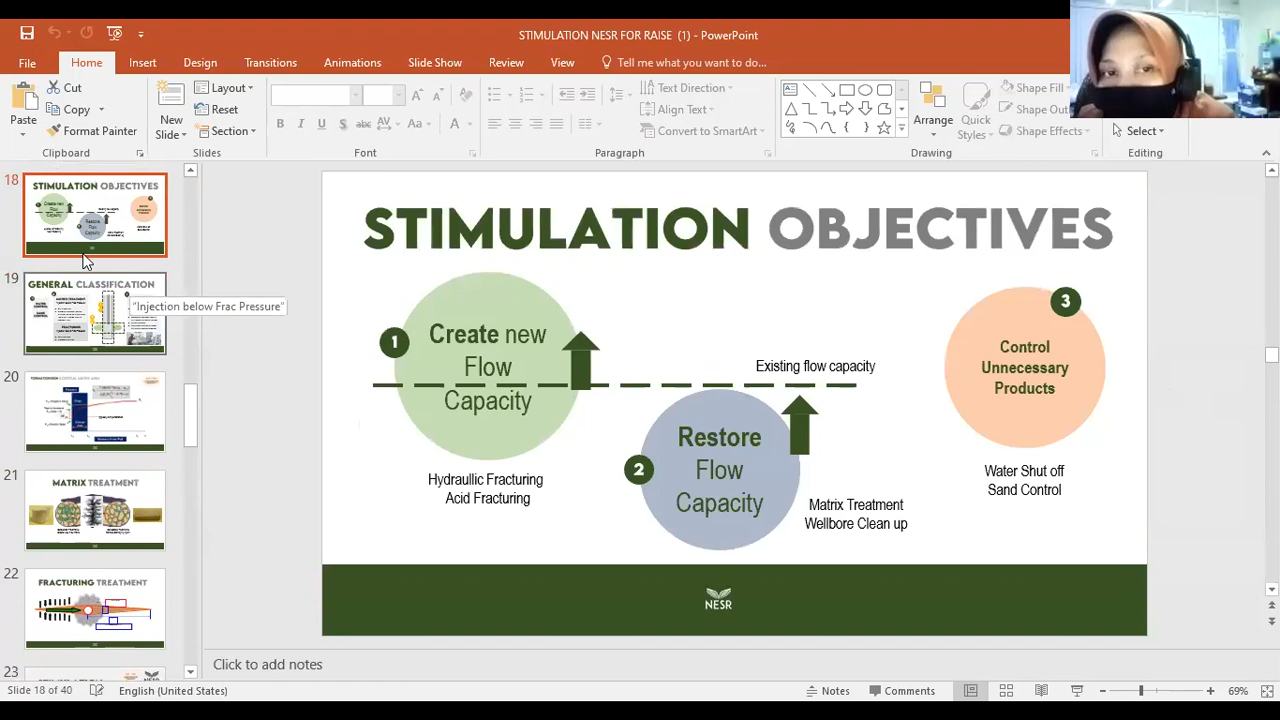 STIMULATION NESR FOR RAISE (1) - PowerPoint
File Home Insert Design Transitions Animations Slide Show Review View Tell me what you want to do...
Cut
Copy
Format Painter
Paste
Clipboard
New
Slide
Layout
Reset
Section
Slides
B I U S abc AV Aa A
Font
Text Direction
Align Text
Convert to SmartArt
Paragraph
Arrange
Quick
Styles
Shape Fill
Shape Ou
Shape Effects
Drawing
Select
Editing
18
STIMULATION OBJECTIVES
19
GENERAL CLASSIFICATION
"Injection below Frac Pressure"
20
21
MATRIX TREATMENT
22
FRACTURING TREATMENT
23
STIMULATION OBJECTIVES
1
Create new
Flow
Capacity
Hydraullic Fracturing
Acid Fracturing
Existing flow capacity
2
Restore
Flow
Capacity
Matrix Treatment
Wellbore Clean up
3
Control
Unnecessary
Products
Water Shut off
Sand Control
NESR
Click to add notes
Slide 18 of 40 English (United States) Notes Comments 69%